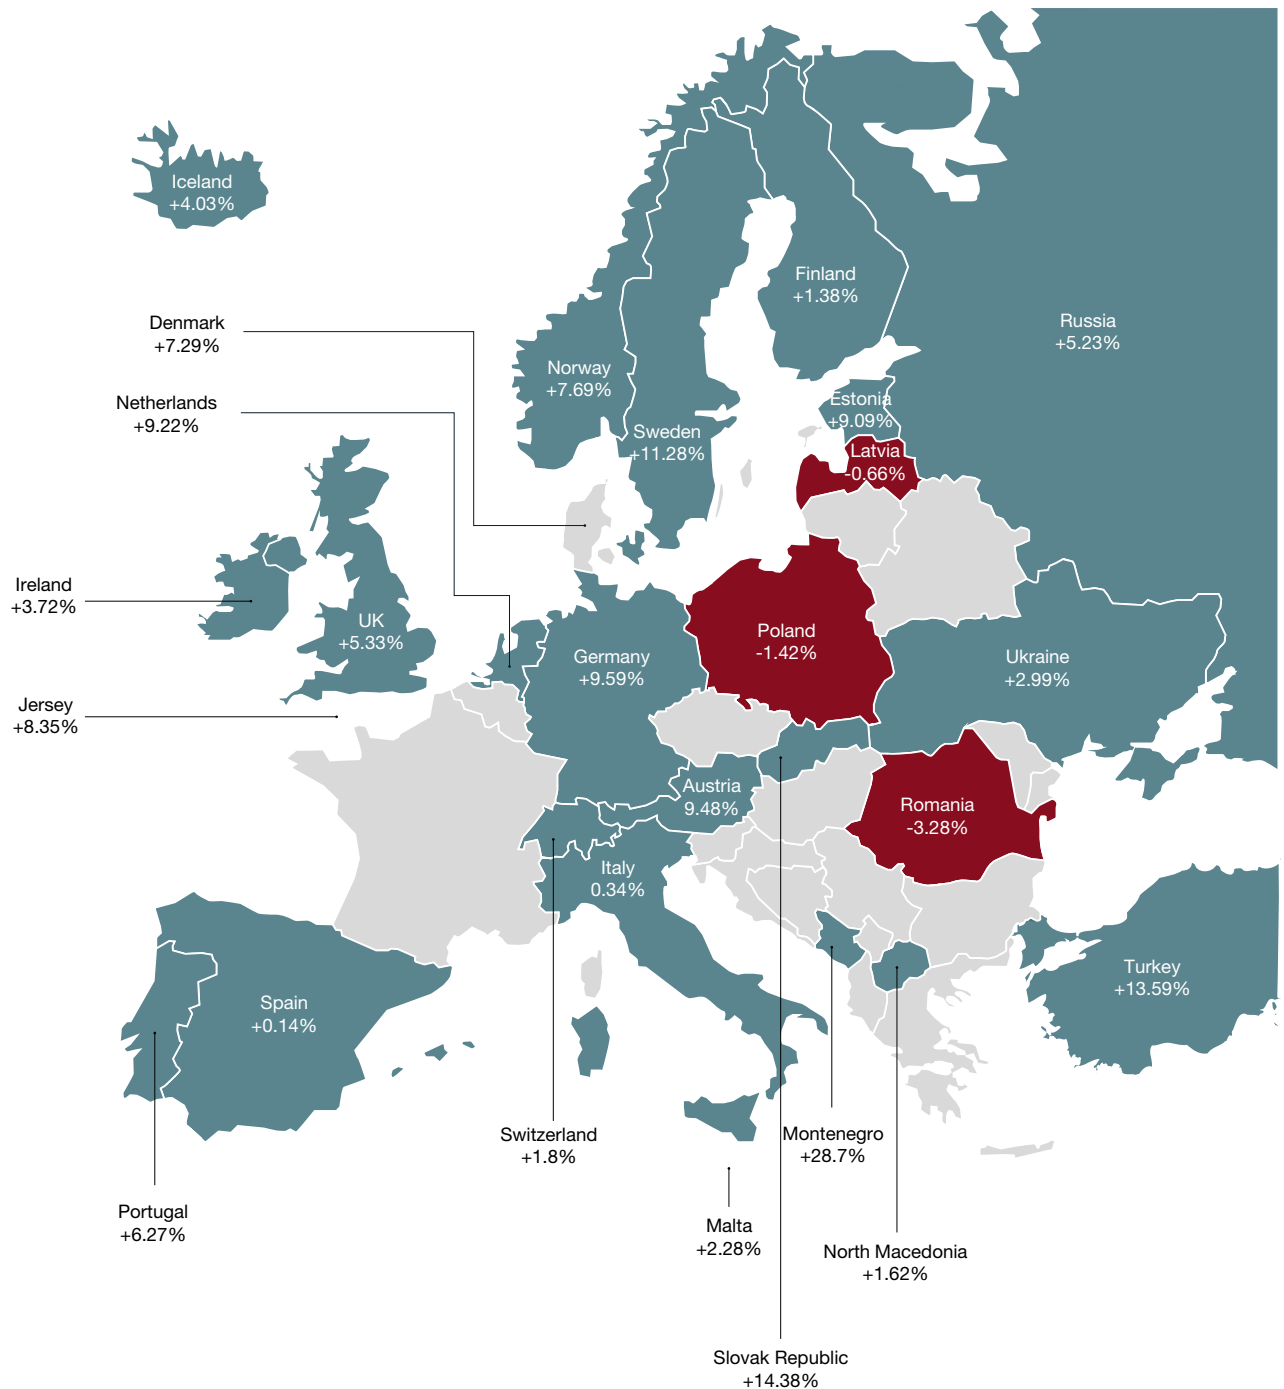 Iceland
+4.03%
Finland
+1.38%
Russia
+5.23%
Denmark
+7.29%
Norway
+7.69%
Netherlands
+9.22%
Estonia
+9.09%
Sweden
+11.28%
Latvia
-0.66%
Ireland
+3.72%
UK
+5.33%
Poland
-1.42%
Germany
+9.59%
Ukraine
+2.99%
Jersey
+8.35%
Austria
9.48%
Romania
-3.28%
Italy
0.34%
Turkey
+13.59%
Spain
+0.14%
Switzerland
+1.8%
Montenegro
+28.7%
Portugal
+6.27%
Malta
+2.28%
North Macedonia
+1.62%
Slovak Republic
+14.38%